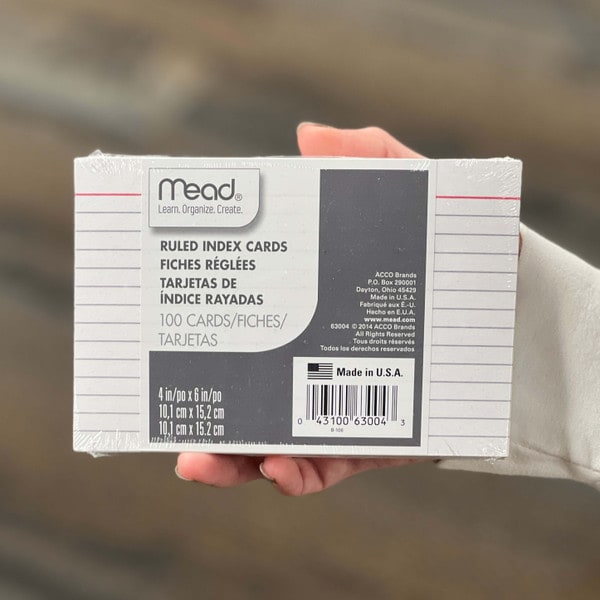 Mead®
Learn. Organize. Create.
RULED INDEX CARDS
FICHES RÉGLÉES
TARJETAS DE
ÍNDICE RAYADAS
100 CARDS/FICHES/
TARJETAS
4 in/po x 6 in/po
10,1 cm x 15,2 cm
10.1 cm x 15.2 cm
ACCO Brands
P.O. Box 290001
Dayton, Ohio 45429
Made in U.S.A.
Fabriqué aux É.-U.
Hecho en E.U.A.
www.mead.com
63004 © 2014 ACCO Brands
All Rights Reserved
Tous droits réservés
Todos los derechos reservados
Made in U.S.A.
0 43100 63004 3